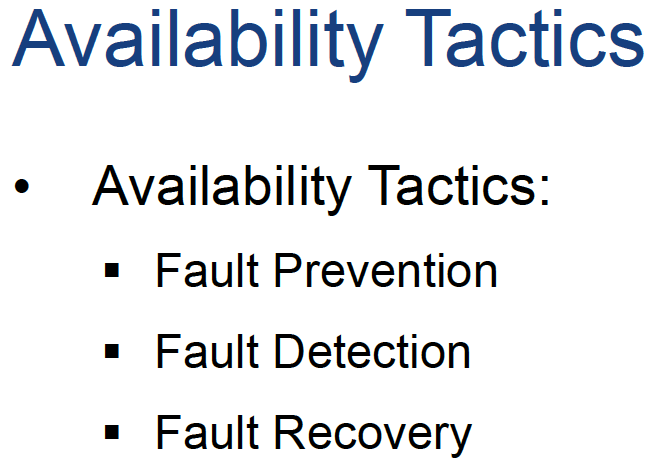 Availability Tactics
• Availability Tactics:
▪ Fault Prevention
▪ Fault Detection
▪ Fault Recovery